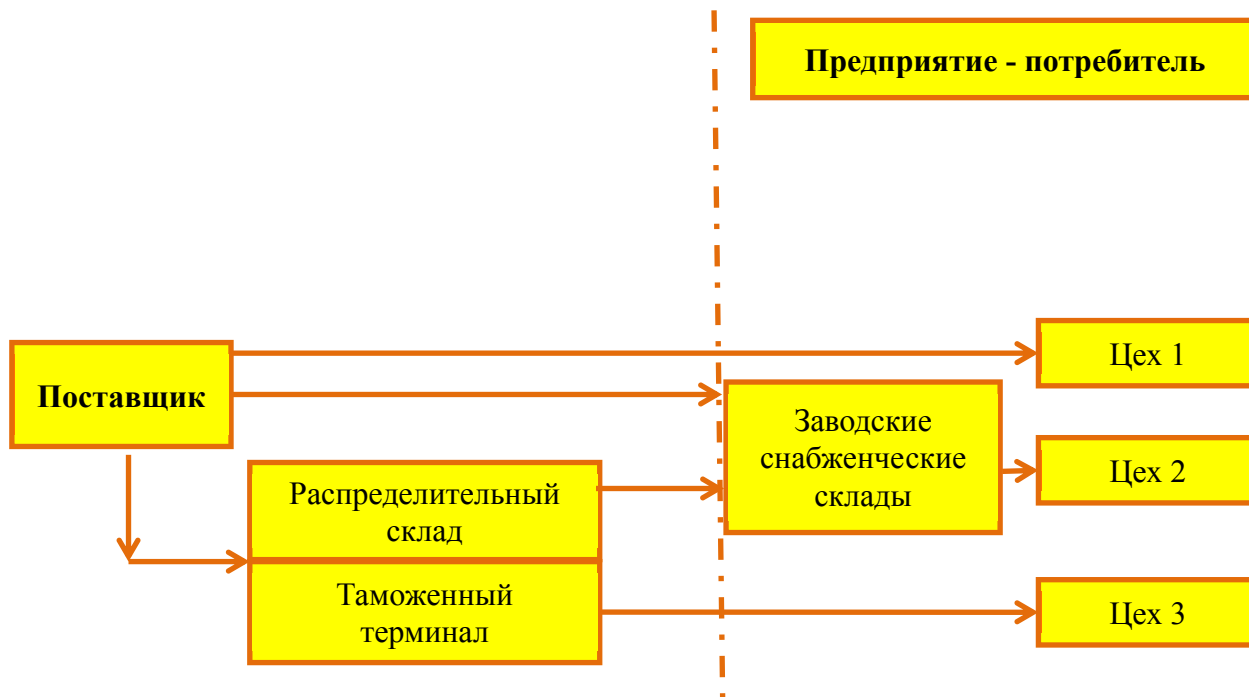 Предприятие - потребитель
Цех 1
Поставщик
Заводские
снабженческие
склады
Цех 2
Распределительный
склад
Таможенный
терминал
Цех 3